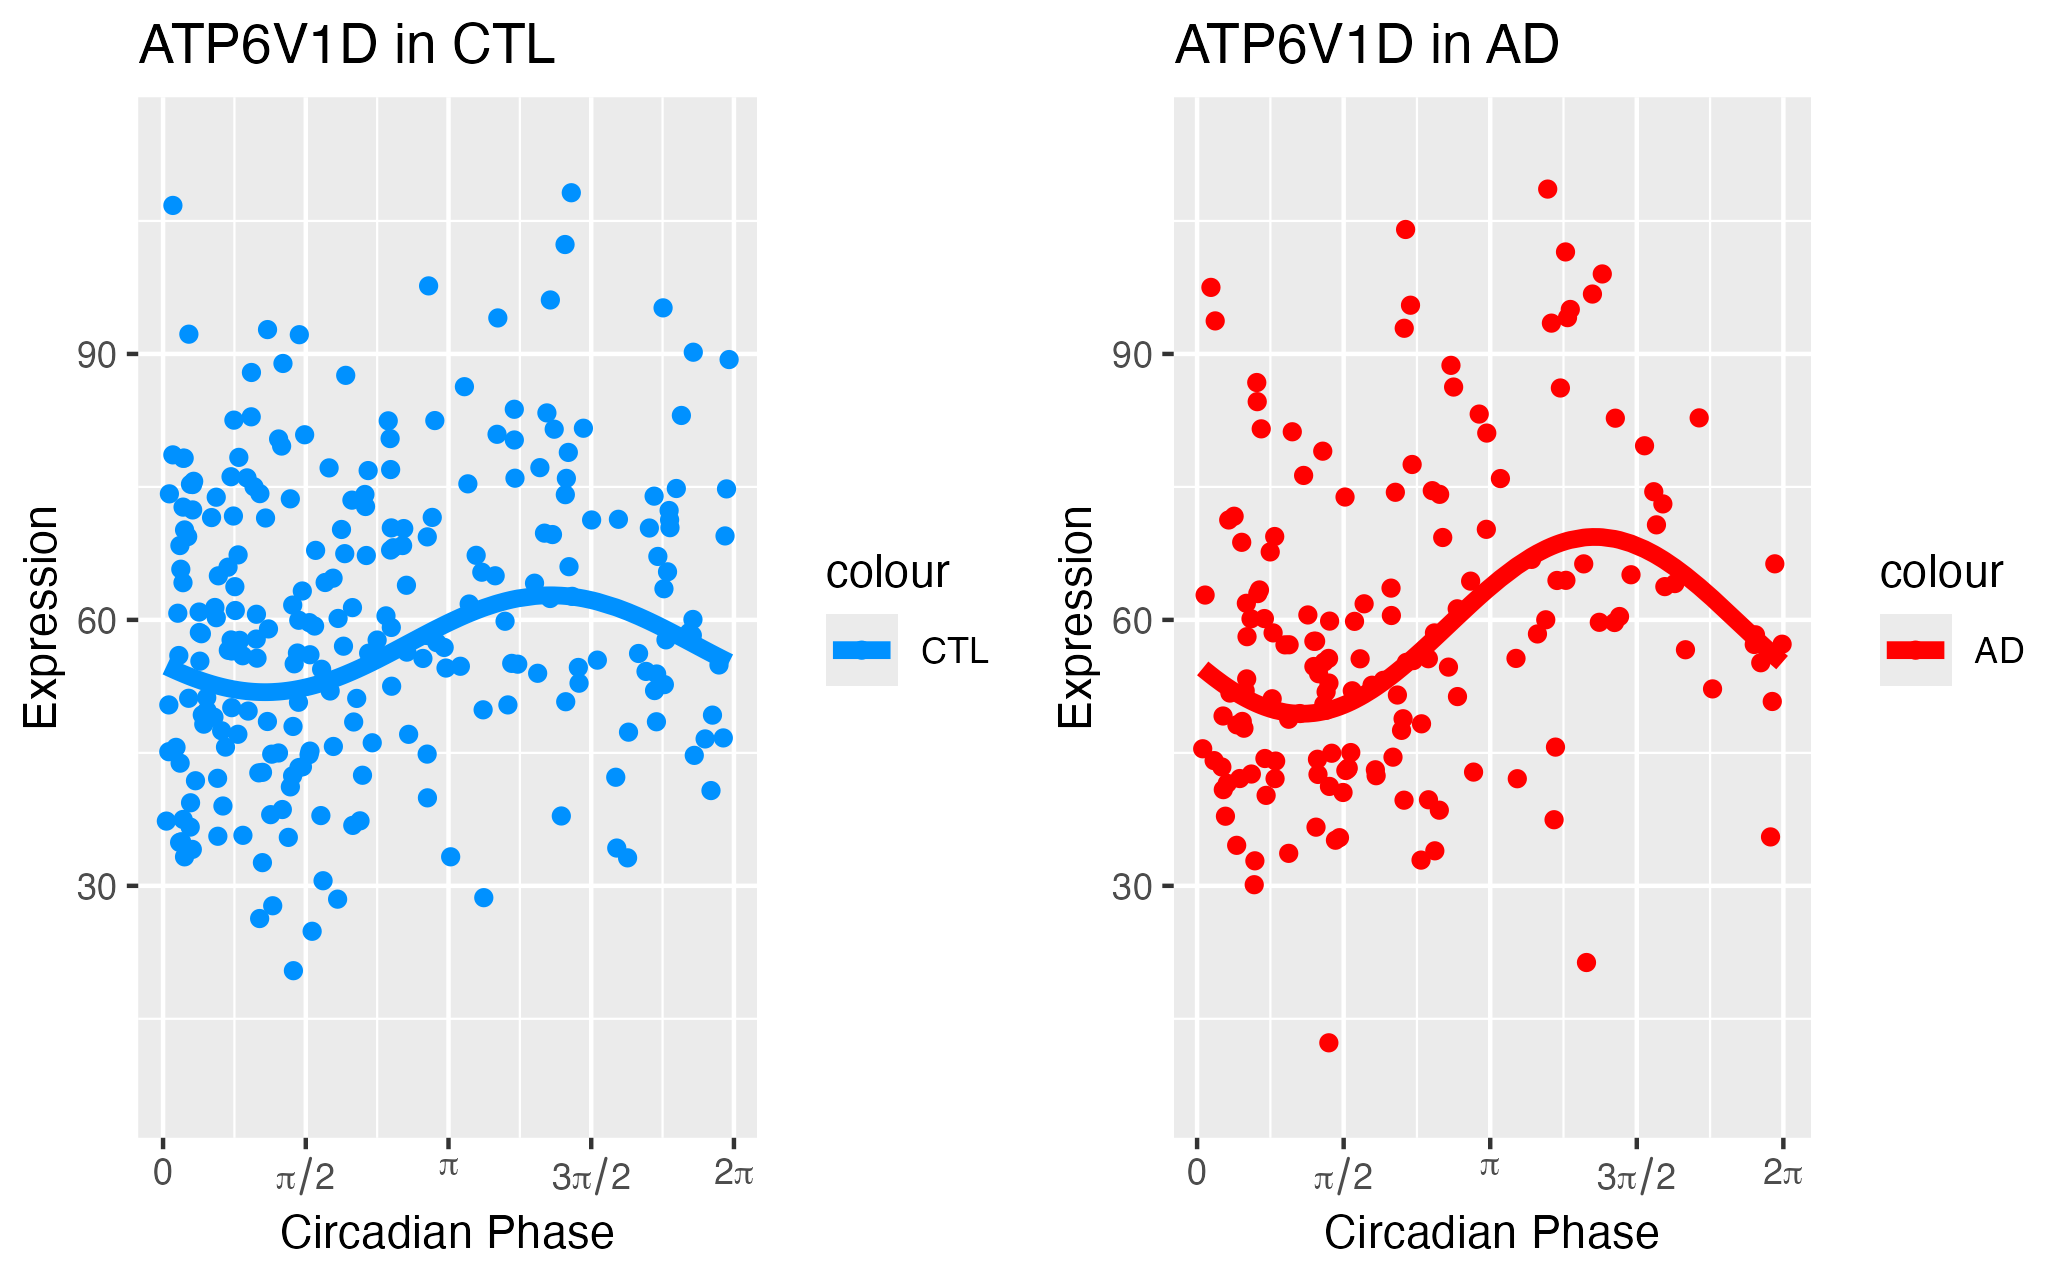 ATP6V1D in CTL
Expression
90
60
30
0
π/2
π
3π/2
2π
Circadian Phase
colour
CTL
ATP6V1D in AD
Expression
90
60
30
0
π/2
π
3π/2
2π
Circadian Phase
colour
AD